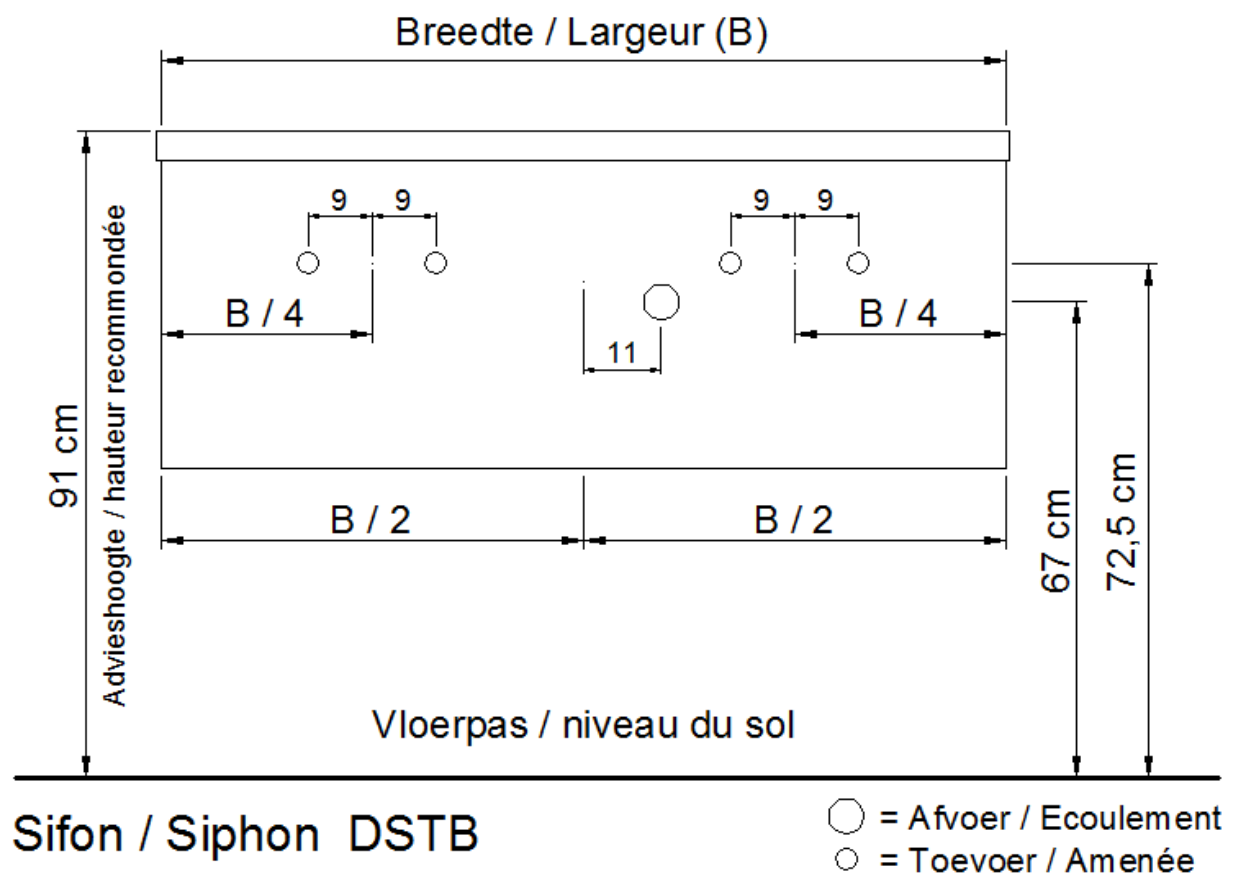 Breedte / Largeur (B)
9 9 9 9
B / 4 B / 4
11
91 cm
Advieshoogte / hauteur recommondée
B / 2 B / 2
67 cm
72,5 cm
Vloerpas / niveau du sol
Sifon / Siphon DSTB
= Afvoer / Ecoulement
= Toevoer / Amenée